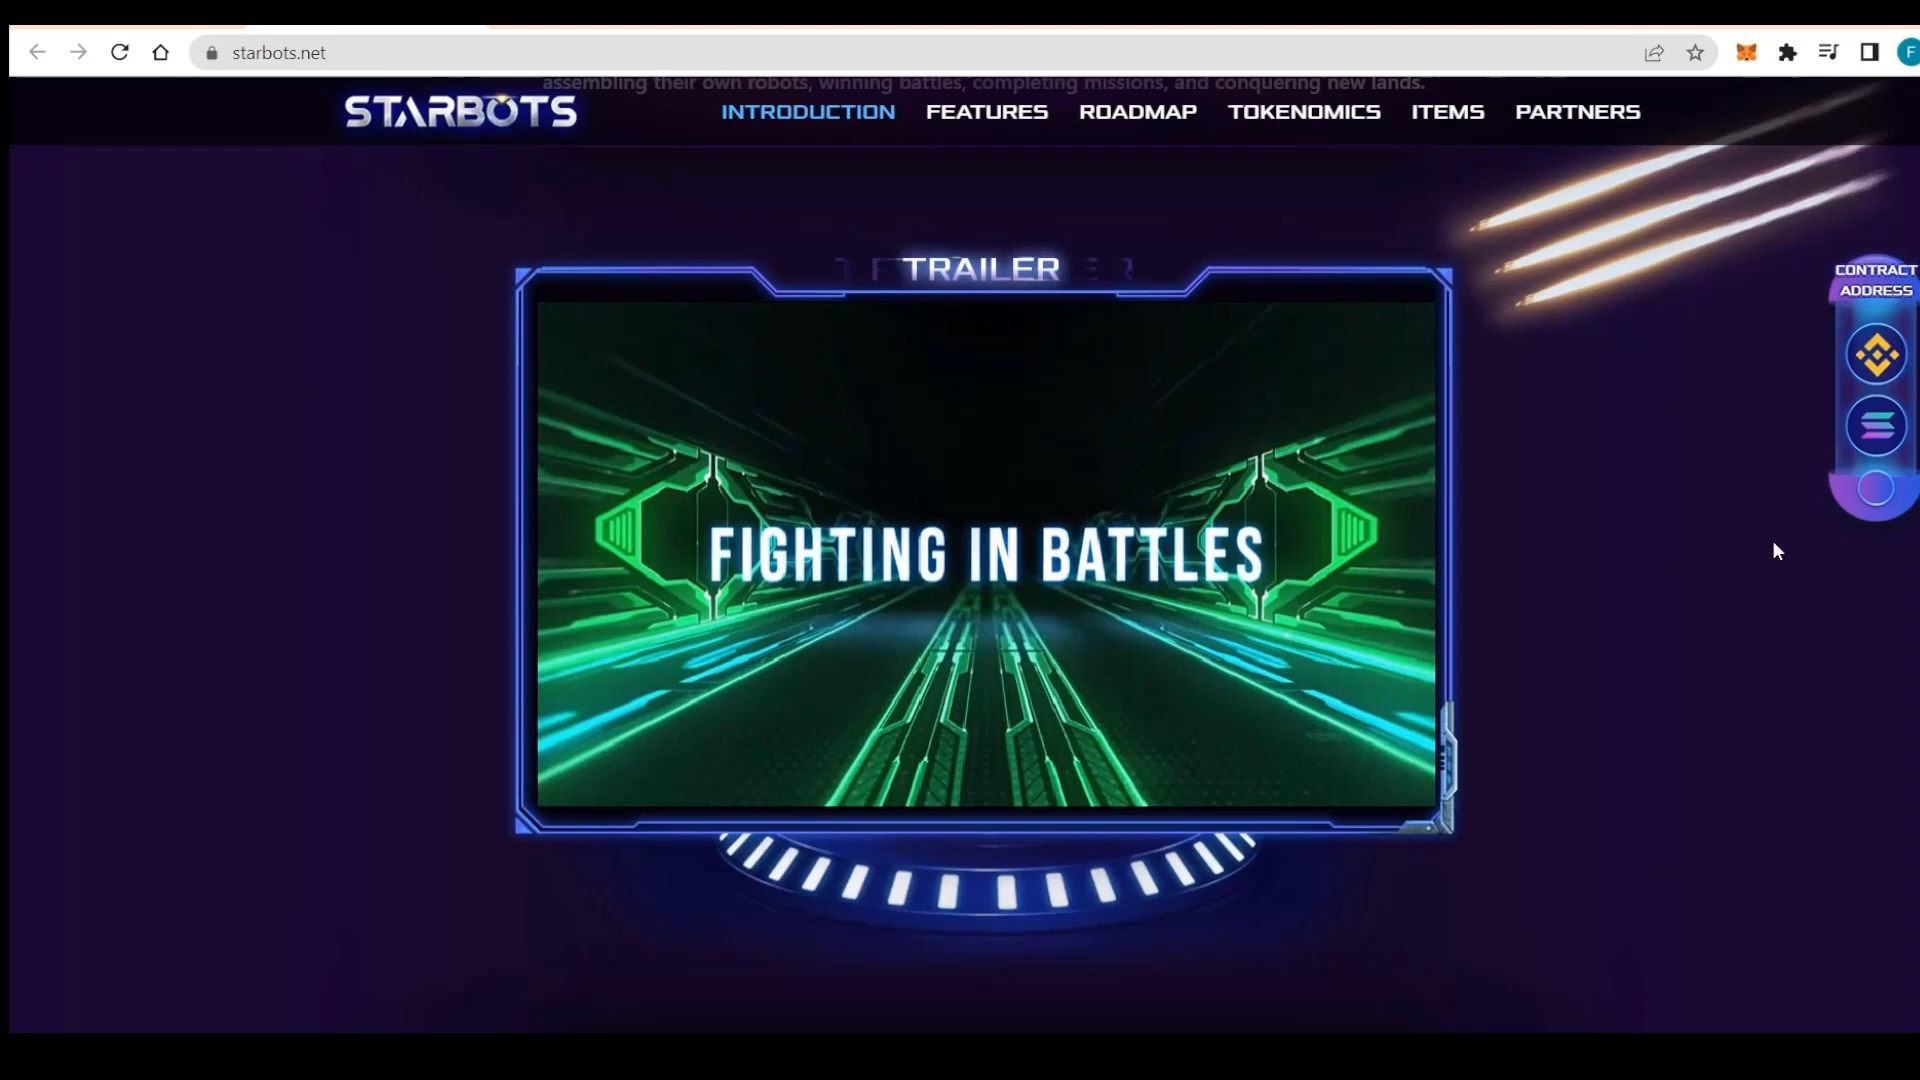 starbots.net
F
assembling their own robots, winning battles, completing missions, and conquering new lands.
STARBOTS
INTRODUCTION FEATURES ROADMAP TOKENOMICS ITEMS PARTNERS
TRAILER
CONTRACT
ADDRESS
FIGHTING IN BATTLES